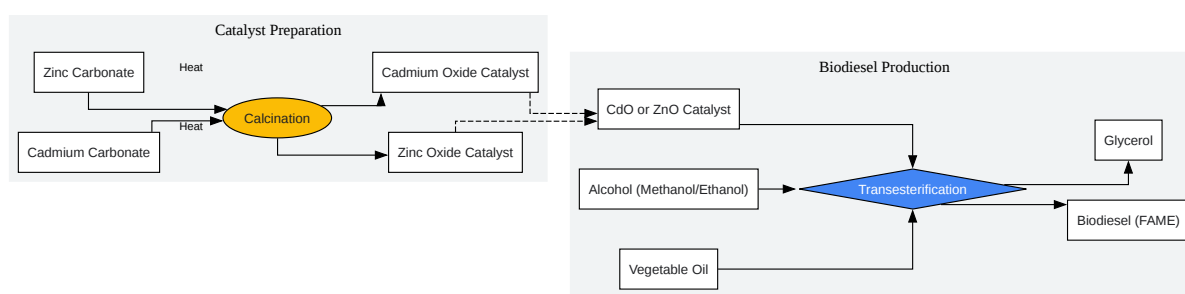 Catalyst Preparation
Zinc Carbonate
Heat
Cadmium Oxide Catalyst
Calcination
Heat
Cadmium Carbonate
Zinc Oxide Catalyst
Biodiesel Production
CdO or ZnO Catalyst
Glycerol
Alcohol (Methanol/Ethanol)
Transesterification
Biodiesel (FAME)
Vegetable Oil